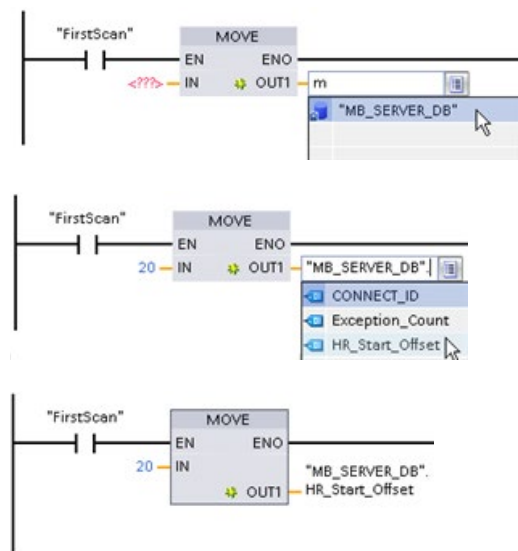 "FirstScan"
MOVE
EN ENO
<???> IN OUT1 m
"MB_SERVER_DB"
"FirstScan"
MOVE
EN ENO
20 IN OUT1 "MB_SERVER_DB".
CONNECT_ID
Exception_Count
HR_Start_Offset
"FirstScan"
MOVE
EN ENO
20 IN
"MB_SERVER_DB".
OUT1 HR_Start_Offset